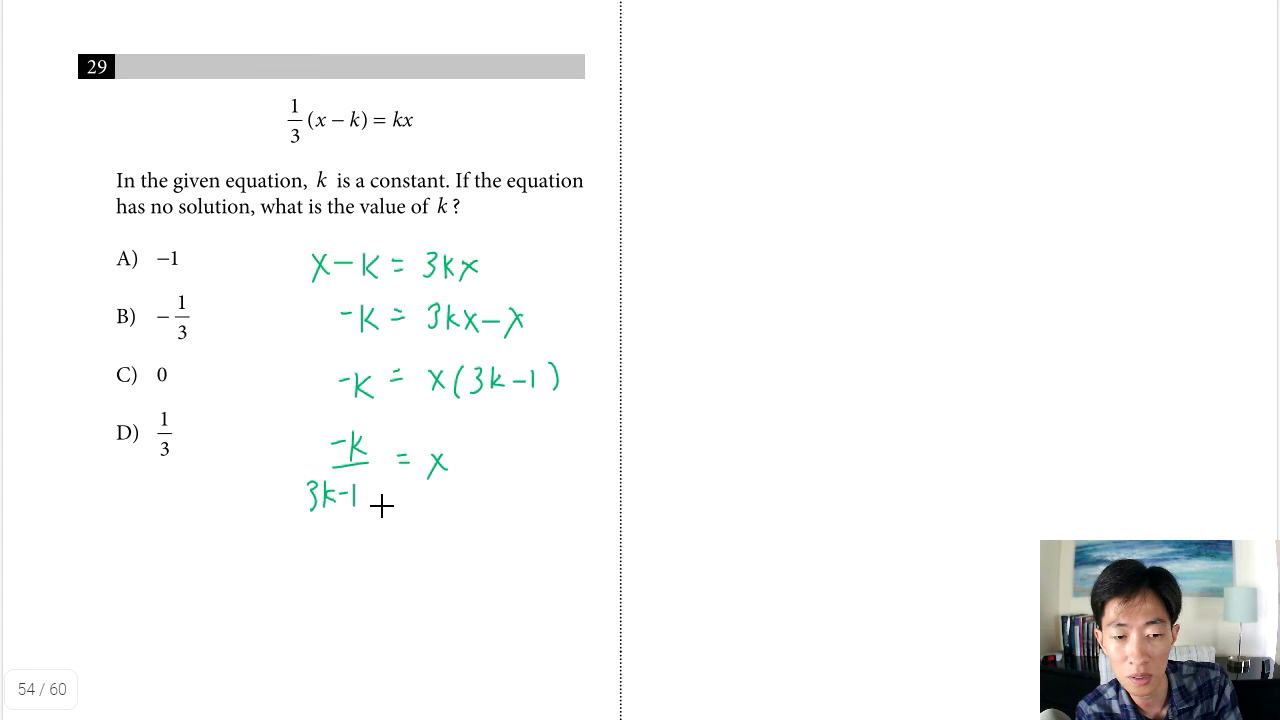 29
1/3 (x − k) = kx
In the given equation, k is a constant. If the equation
has no solution, what is the value of k ?
A) −1
B) − 1/3
C) 0
D) 1/3
x − k = 3kx
-k = 3kx − x
-k = x(3k − 1)
-k/3k-1 = x
54 / 60